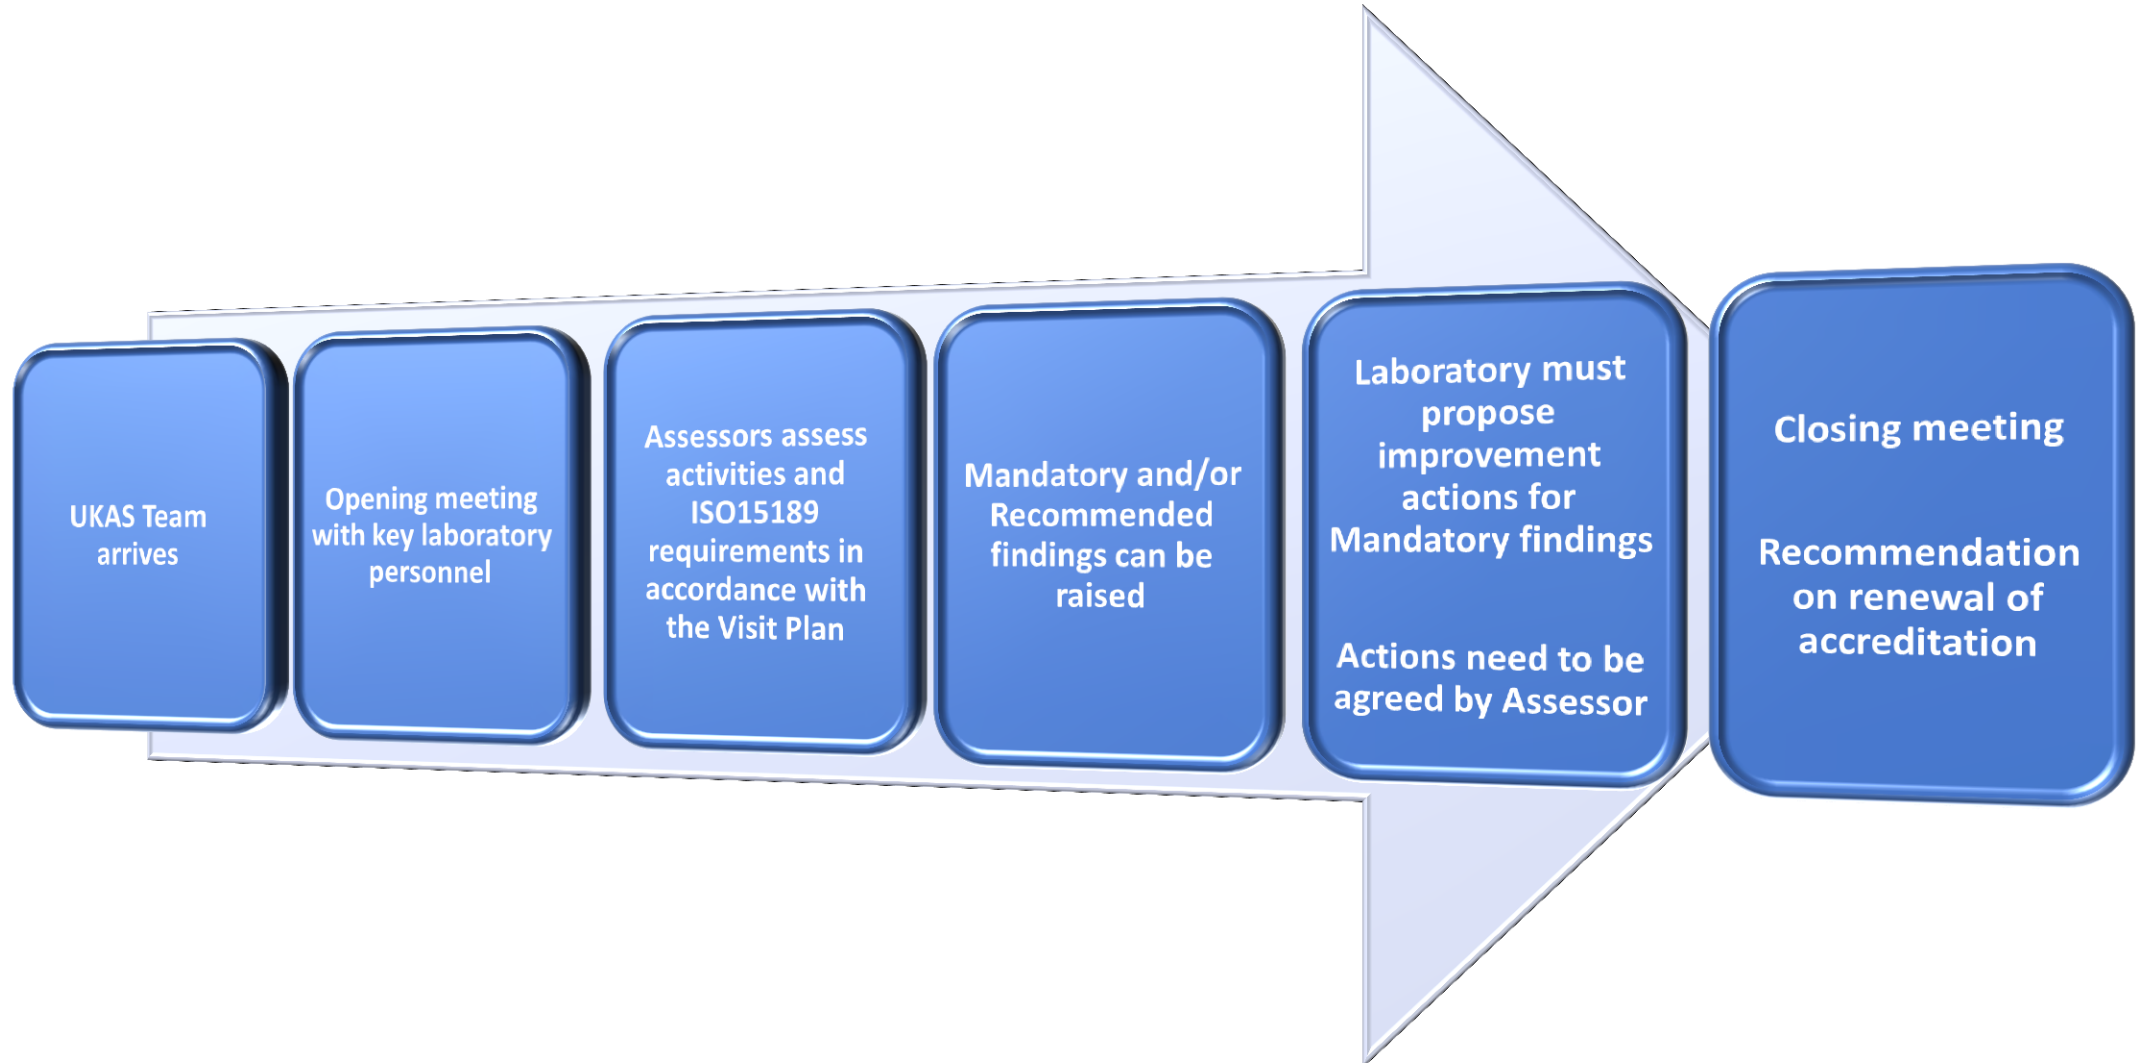 UKAS Team
arrives
Opening meeting
with key laboratory
personnel
Assessors assess
activities and
ISO15189
requirements in
accordance with
the Visit Plan
Mandatory and/or
Recommended
findings can be
raised
Laboratory must
propose
improvement
actions for
Mandatory findings
Actions need to be
agreed by Assessor
Closing meeting
Recommendation
on renewal of
accreditation